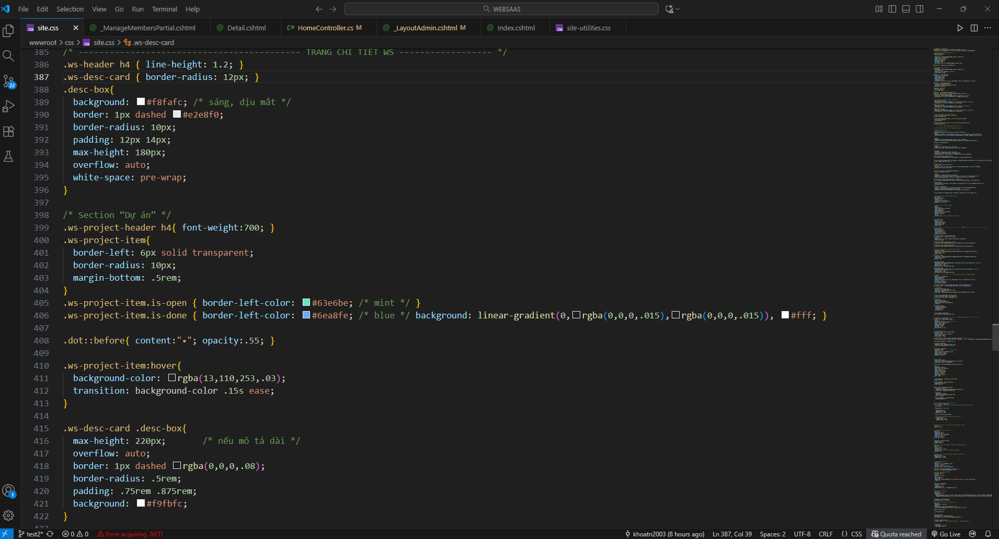 File Edit Selection View Go Run Terminal Help
WEBSAAS
site.css
_ManageMembersPartial.cshtml
Detail.cshtml
HomeController.cs M
_LayoutAdmin.cshtml M
Index.cshtml
site-utilities.css
wwwroot > css > site.css > .ws-desc-card
385 /* ------------------------------------------- TRANG CHI TIẾT WS ------------------ */
386 .ws-header h4 { line-height: 1.2; }
387 .ws-desc-card { border-radius: 12px; }
388 .desc-box{
389 background: #f8fafc; /* sáng, dịu mắt */
390 border: 1px dashed #e2e8f0;
391 border-radius: 10px;
392 padding: 12px 14px;
393 max-height: 180px;
394 overflow: auto;
395 white-space: pre-wrap;
396 }
397
398 /* Section “Dự án” */
399 .ws-project-header h4{ font-weight:700; }
400 .ws-project-item{
401 border-left: 6px solid transparent;
402 border-radius: 10px;
403 margin-bottom: .5rem;
404 }
405 .ws-project-item.is-open { border-left-color: #63e6be; /* mint */ }
406 .ws-project-item.is-done { border-left-color: #6ea8fe; /* blue */ background: linear-gradient(0,rgba(0,0,0,.015),rgba(0,0,0,.015)), #fff; }
407
408 .dot::before{ content:"•"; opacity:.55; }
409
410 .ws-project-item:hover{
411 background-color: rgba(13,110,253,.03);
412 transition: background-color .15s ease;
413 }
414
415 .ws-desc-card .desc-box{
416 max-height: 220px; /* nếu mô tả dài */
417 overflow: auto;
418 border: 1px dashed rgba(0,0,0,.08);
419 border-radius: .5rem;
420 padding: .75rem .875rem;
421 background: #f9fbfc;
422 }
22
1
test2* 0 0 Error acquiring .NET! khoatn2003 (8 hours ago) Ln 387, Col 39 Spaces: 2 UTF-8 CRLF {} CSS Quota reached Go Live